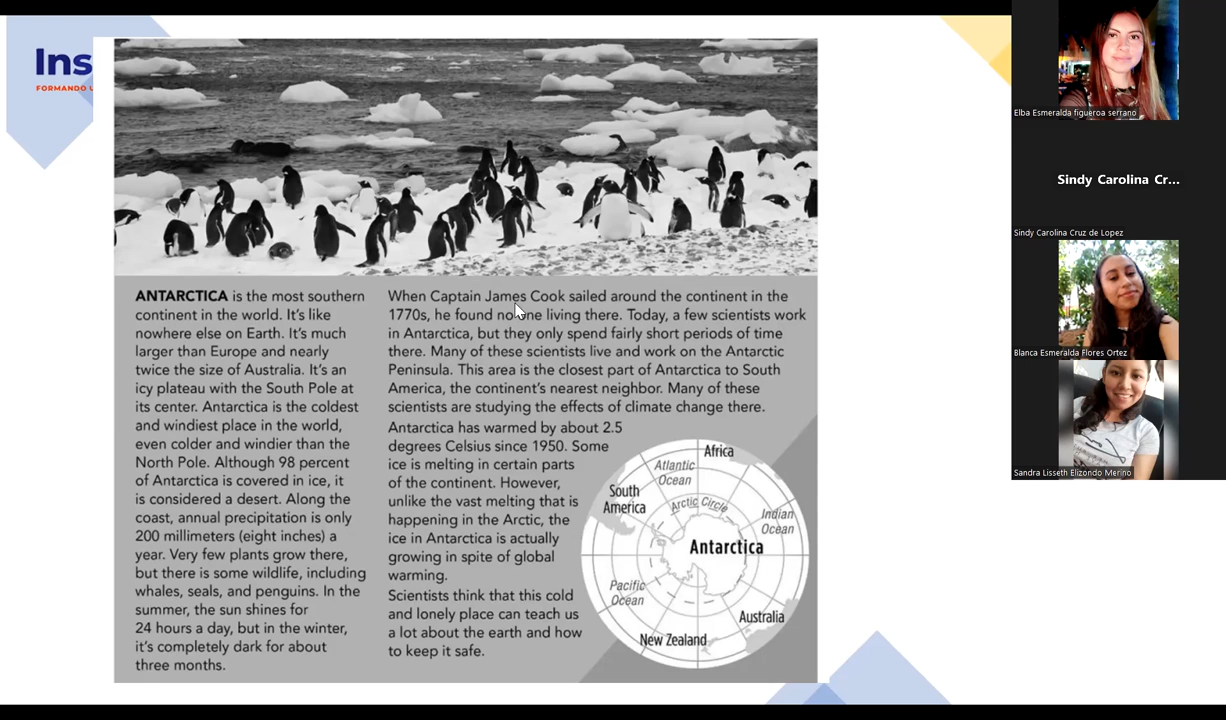 Ins
FORMANDO U
ANTARCTICA is the most southern
continent in the world. It's like
nowhere else on Earth. It's much
larger than Europe and nearly
twice the size of Australia. It's an
icy plateau with the South Pole at
its center. Antarctica is the coldest
and windiest place in the world,
even colder and windier than the
North Pole. Although 98 percent
of Antarctica is covered in ice, it
is considered a desert. Along the
coast, annual precipitation is only
200 millimeters (eight inches) a
year. Very few plants grow there,
but there is some wildlife, including
whales, seals, and penguins. In the
summer, the sun shines for
24 hours a day, but in the winter,
it's completely dark for about
three months.
When Captain James Cook sailed around the continent in the
1770s, he found no one living there. Today, a few scientists work
in Antarctica, but they only spend fairly short periods of time
there. Many of these scientists live and work on the Antarctic
Peninsula. This area is the closest part of Antarctica to South
America, the continent's nearest neighbor. Many of these
scientists are studying the effects of climate change there.
Antarctica has warmed by about 2.5
degrees Celsius since 1950. Some
ice is melting in certain parts
of the continent. However,
unlike the vast melting that is
happening in the Arctic, the
ice in Antarctica is actually
growing in spite of global
warming.
Scientists think that this cold
and lonely place can teach us
a lot about the earth and how
to keep it safe.
Africa
Atlantic
Ocean
South
America
Arctic Circle
Indian
Ocean
Antarctica
Pacific
Ocean
Australia
New Zealand
Elba Esmeralda figueroa serrano
Sindy Carolina Cr...
Sindy Carolina Cruz de Lopez
Blanca Esmeralda Flores Ortez
Sandra Lisseth Elizondo Merino